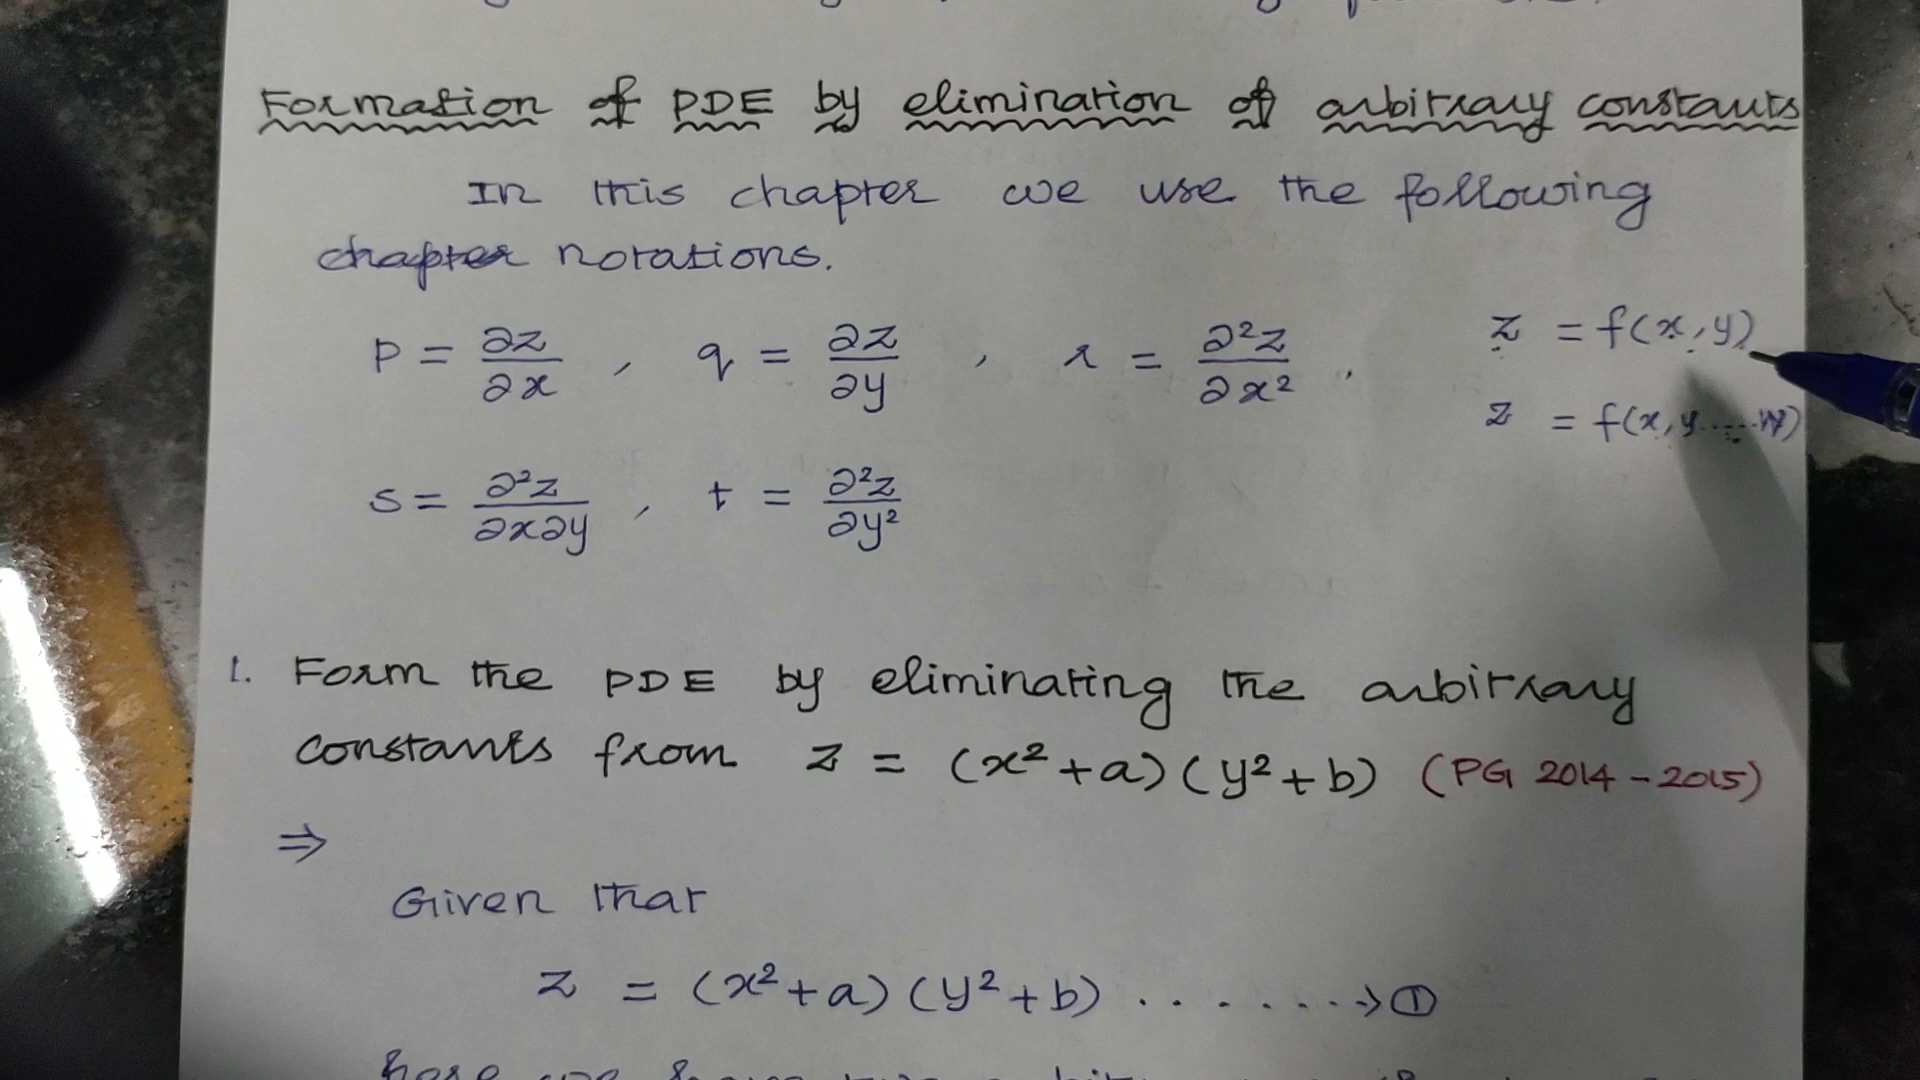 Formation of PDE by elimination of arbitrary constants
In this chapter we use the following
chapter notations.
p = ∂z/∂x , q = ∂z/∂y , r = ∂²z/∂x² ,
z = f(x,y)
z = f(x,y.....
s = ∂²z/∂x∂y , t = ∂²z/∂y²
1. Form the PDE by eliminating the arbitrary
constants from z = (x²+a)(y²+b) (PG 2014-2015)
⇒
Given that
z = (x²+a)(y²+b) .......→①